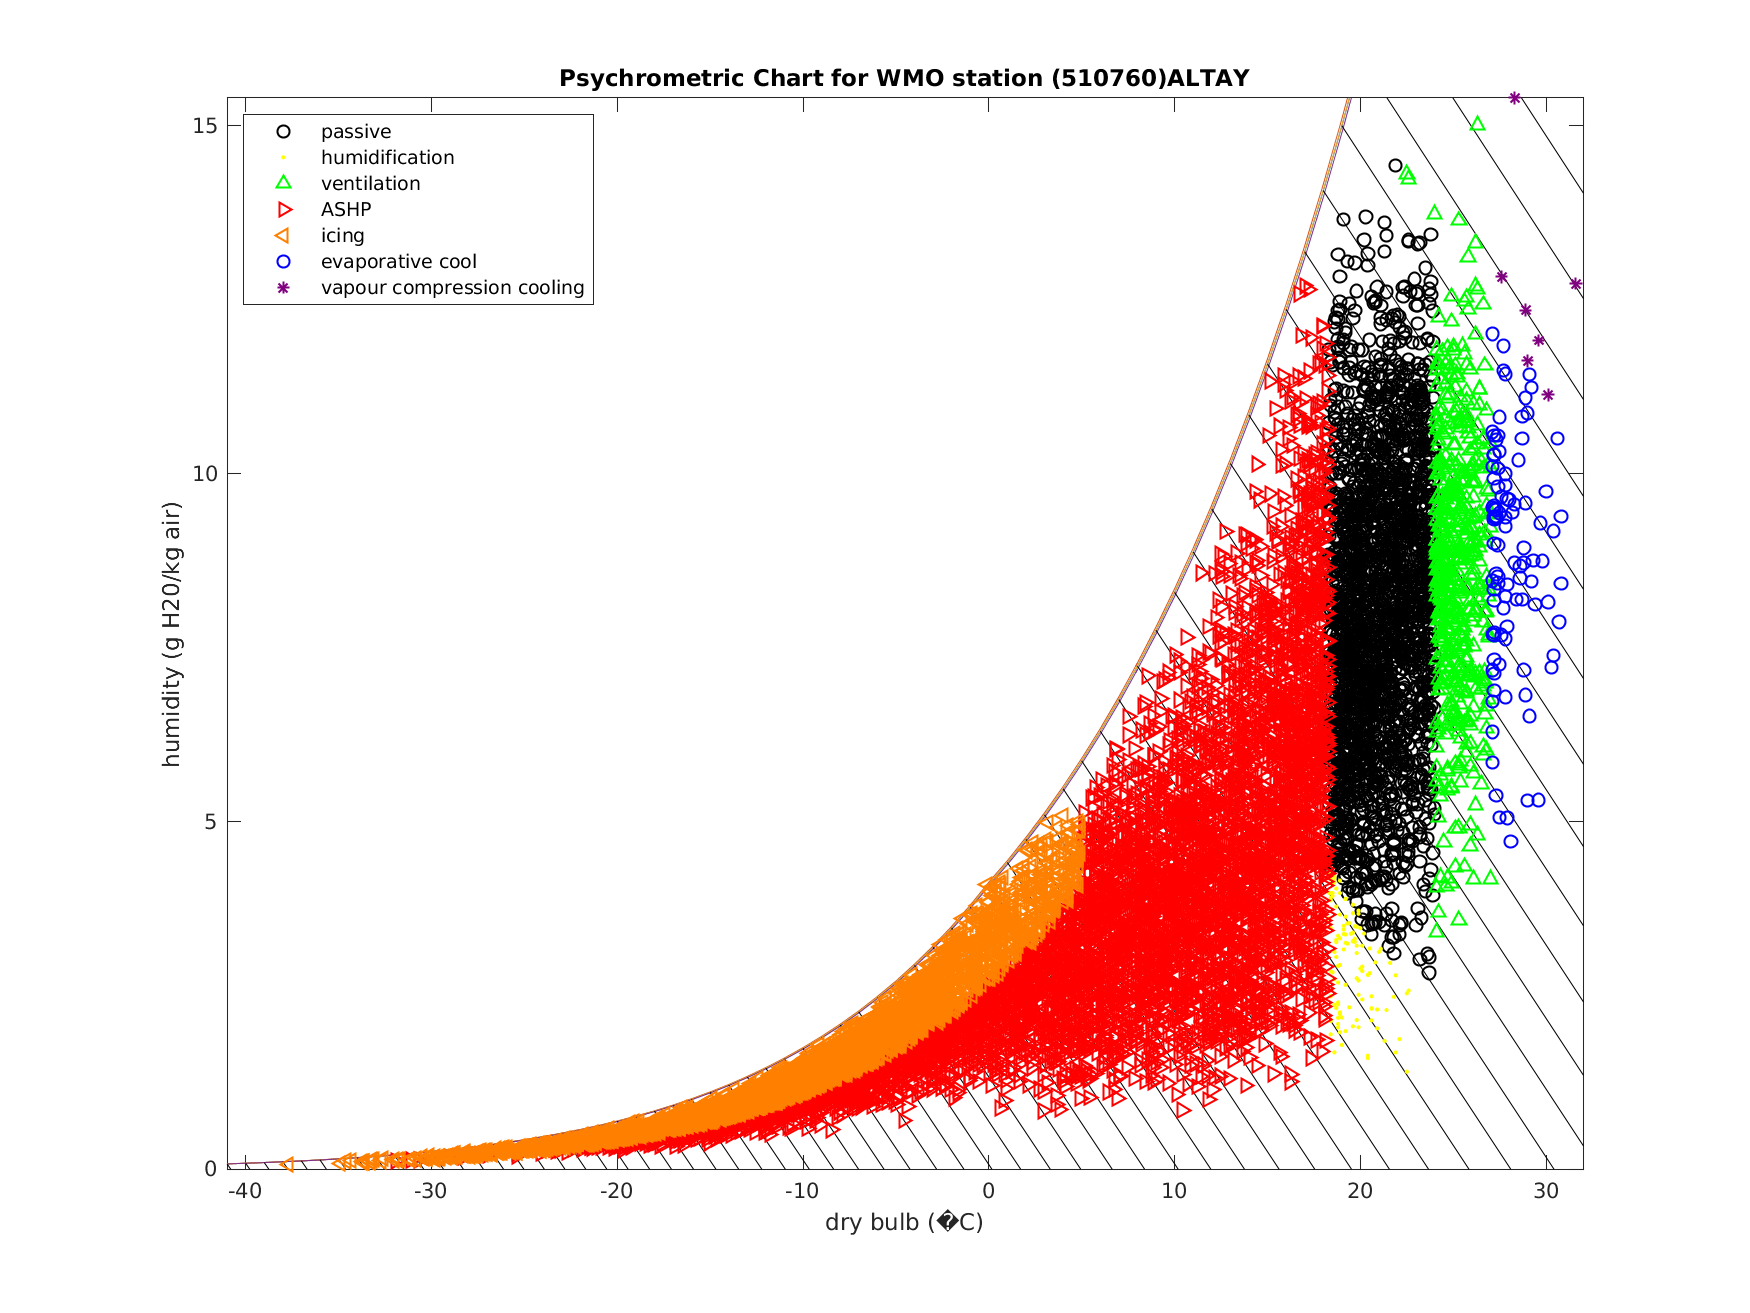 Psychrometric Chart for WMO station (510760)ALTAY
passive
humidification
ventilation
ASHP
icing
evaporative cool
vapour compression cooling
15
10
5
0
humidity (g H20/kg air)
-40 -30 -20 -10 0 10 20 30
dry bulb (�C)